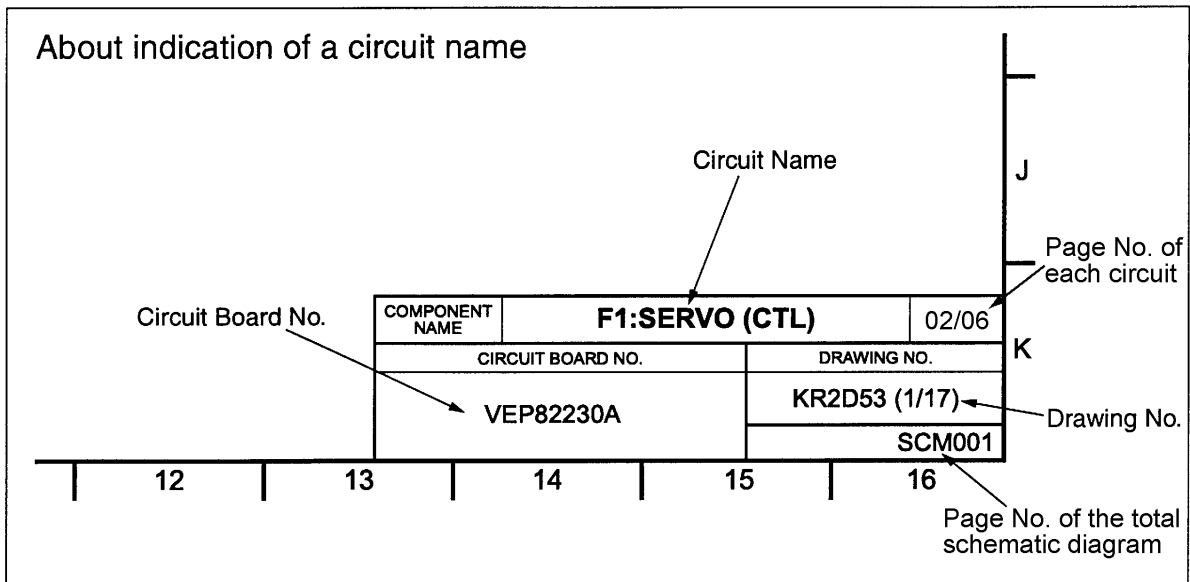 About indication of a circuit name
Circuit Name
J
Page No. of
each circuit
Circuit Board No.
COMPONENT
NAME
F1:SERVO (CTL)
02/06
K
CIRCUIT BOARD NO.
DRAWING NO.
VEP82230A
KR2D53 (1/17)
Drawing No.
SCM001
12
13
14
15
16
Page No. of the total
schematic diagram